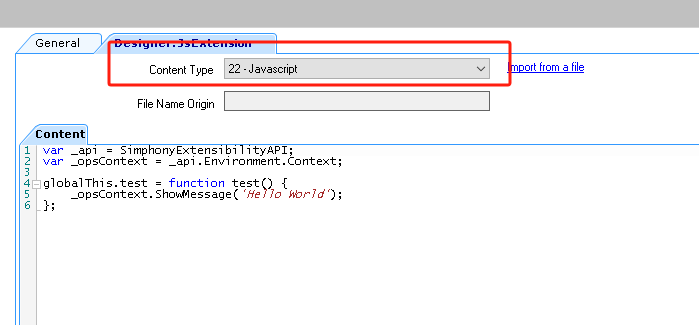 General
Designer.JsExtension
Content Type
22 - Javascript
Import from a file
File Name Origin
Content
1 var _api = SimphonyExtensibilityAPI;
2 var _opsContext = _api.Environment.Context;
3
4 globalThis.test = function test() {
5 _opsContext.ShowMessage('Hello World');
6 };